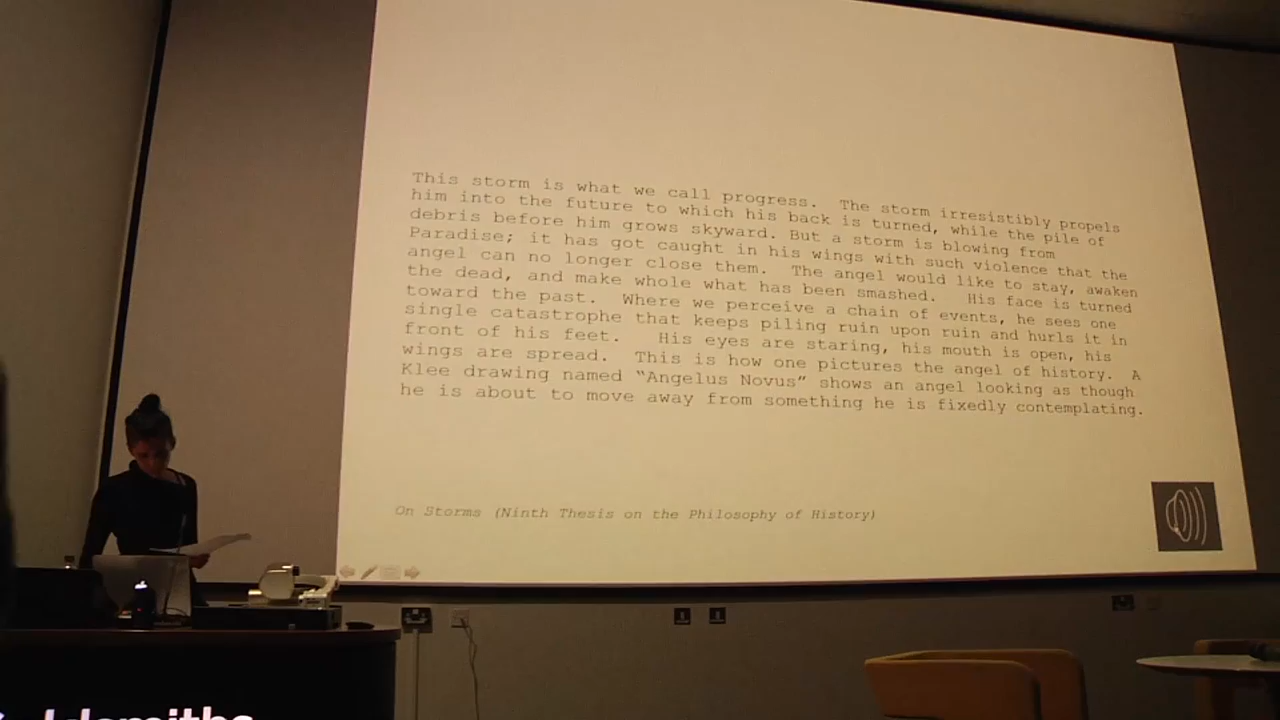 This storm is what we call progress. The storm irresistibly propels
him into the future to which his back is turned, while the pile of
debris before him grows skyward. But a storm is blowing from
Paradise; it has got caught in his wings with such violence that the
angel can no longer close them. The angel would like to stay, awaken
the dead, and make whole what has been smashed. His face is turned
toward the past. Where we perceive a chain of events, he sees one
single catastrophe that keeps piling ruin upon ruin and hurls it in
front of his feet. His eyes are staring, his mouth is open, his
wings are spread. This is how one pictures the angel of history. A
Klee drawing named “Angelus Novus” shows an angel looking as though
he is about to move away from something he is fixedly contemplating.
On Storms (Ninth Thesis on the Philosophy of History)